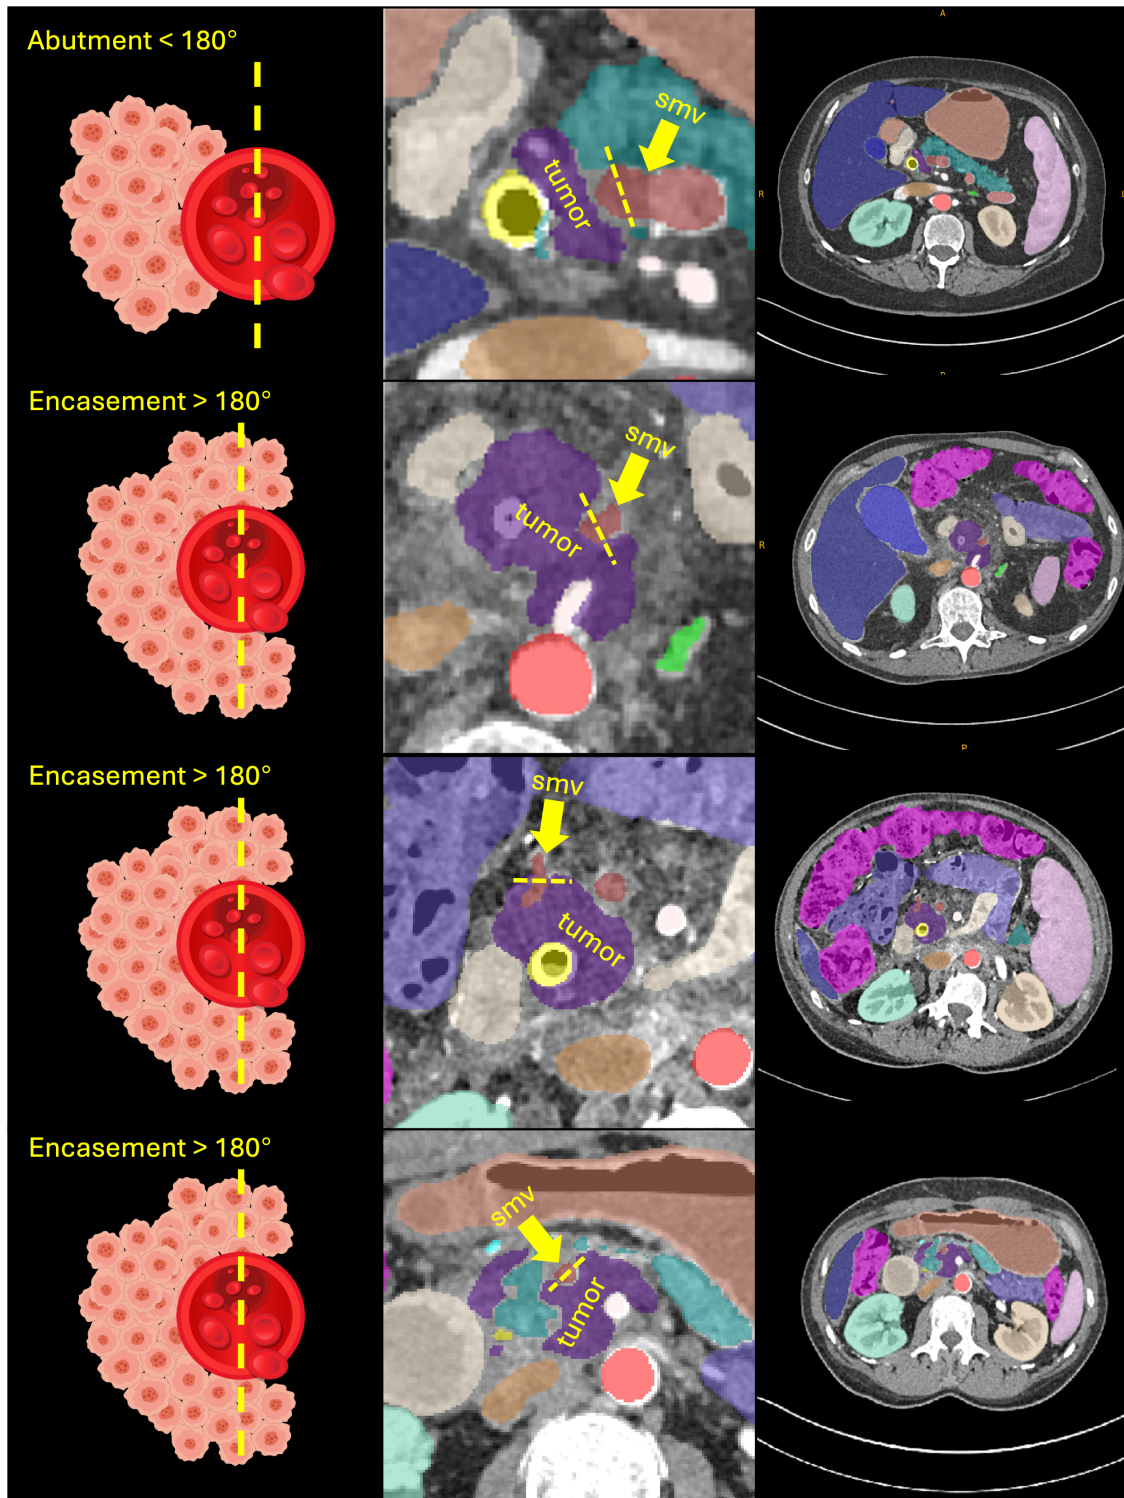 Abutment < 180°
smv
tumor
A
R
Encasement > 180°
smv
tumor
R
P
Encasement > 180°
smv
tumor
Encasement > 180°
smv
tumor